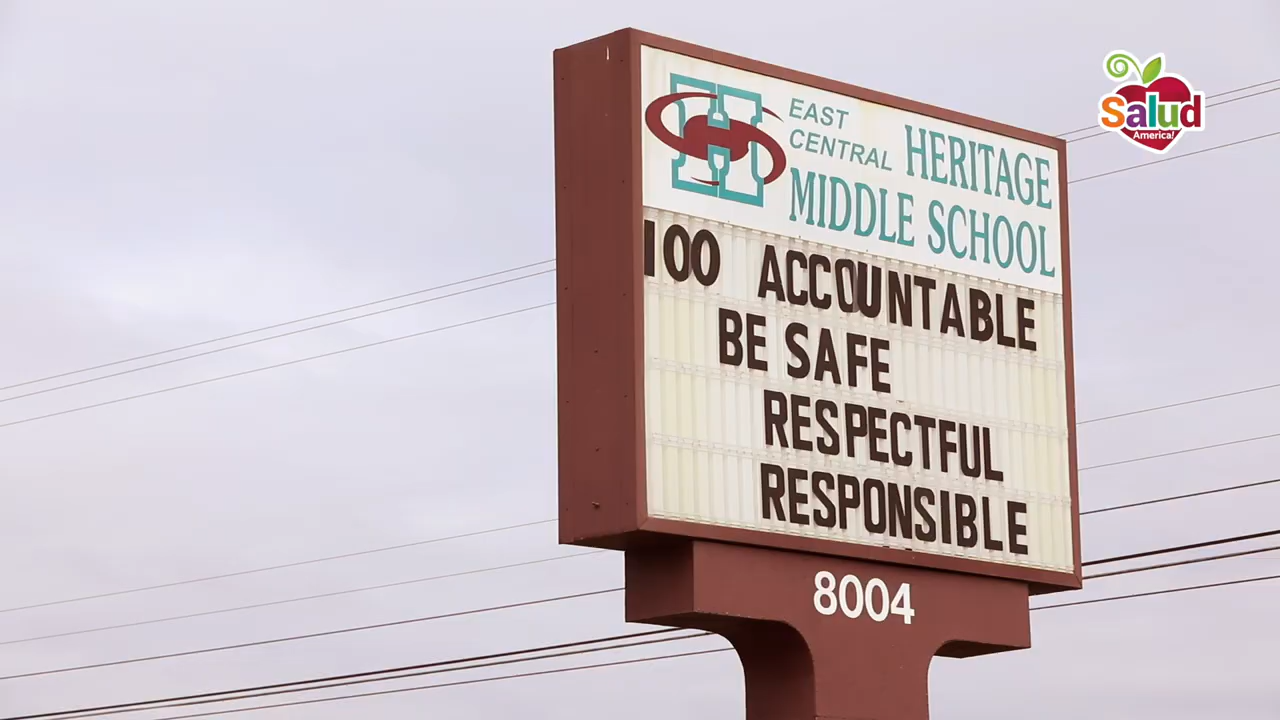 EAST
CENTRAL HERITAGE
MIDDLE SCHOOL
100 ACCOUNTABLE
BE SAFE
RESPECTFUL
RESPONSIBLE
8004
Salud
America!